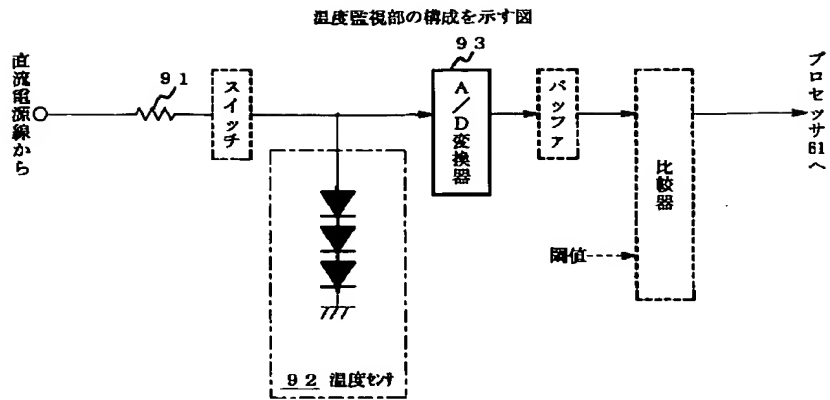 温度監視部の構成を示す図
直流電源線から
91
スイッチ
93
A/D変換器
バッファ
比較器
プロセッサ61へ
閾値
92 温度センサ